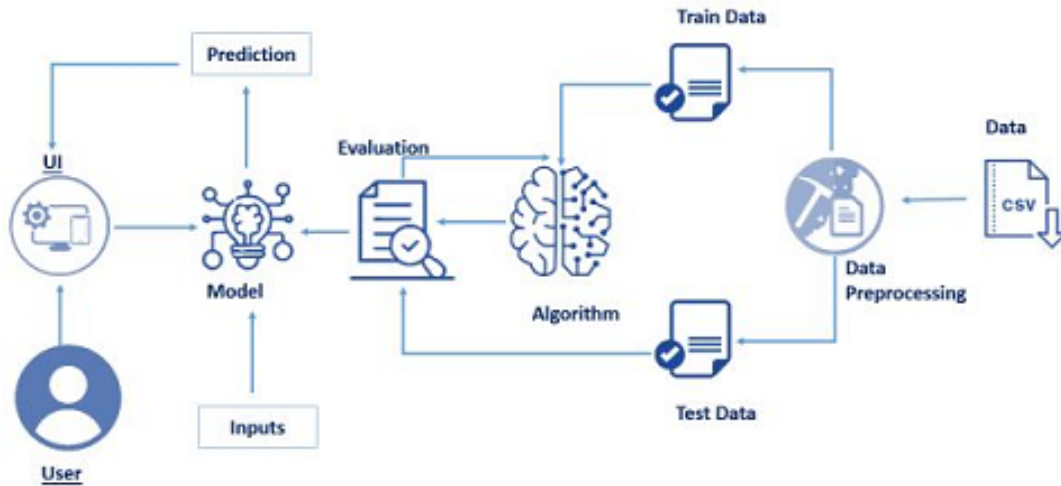 Train Data
Prediction
Data
Evaluation
UI
CSV
Model
Data
Preprocessing
Algorithm
Test Data
Inputs
User